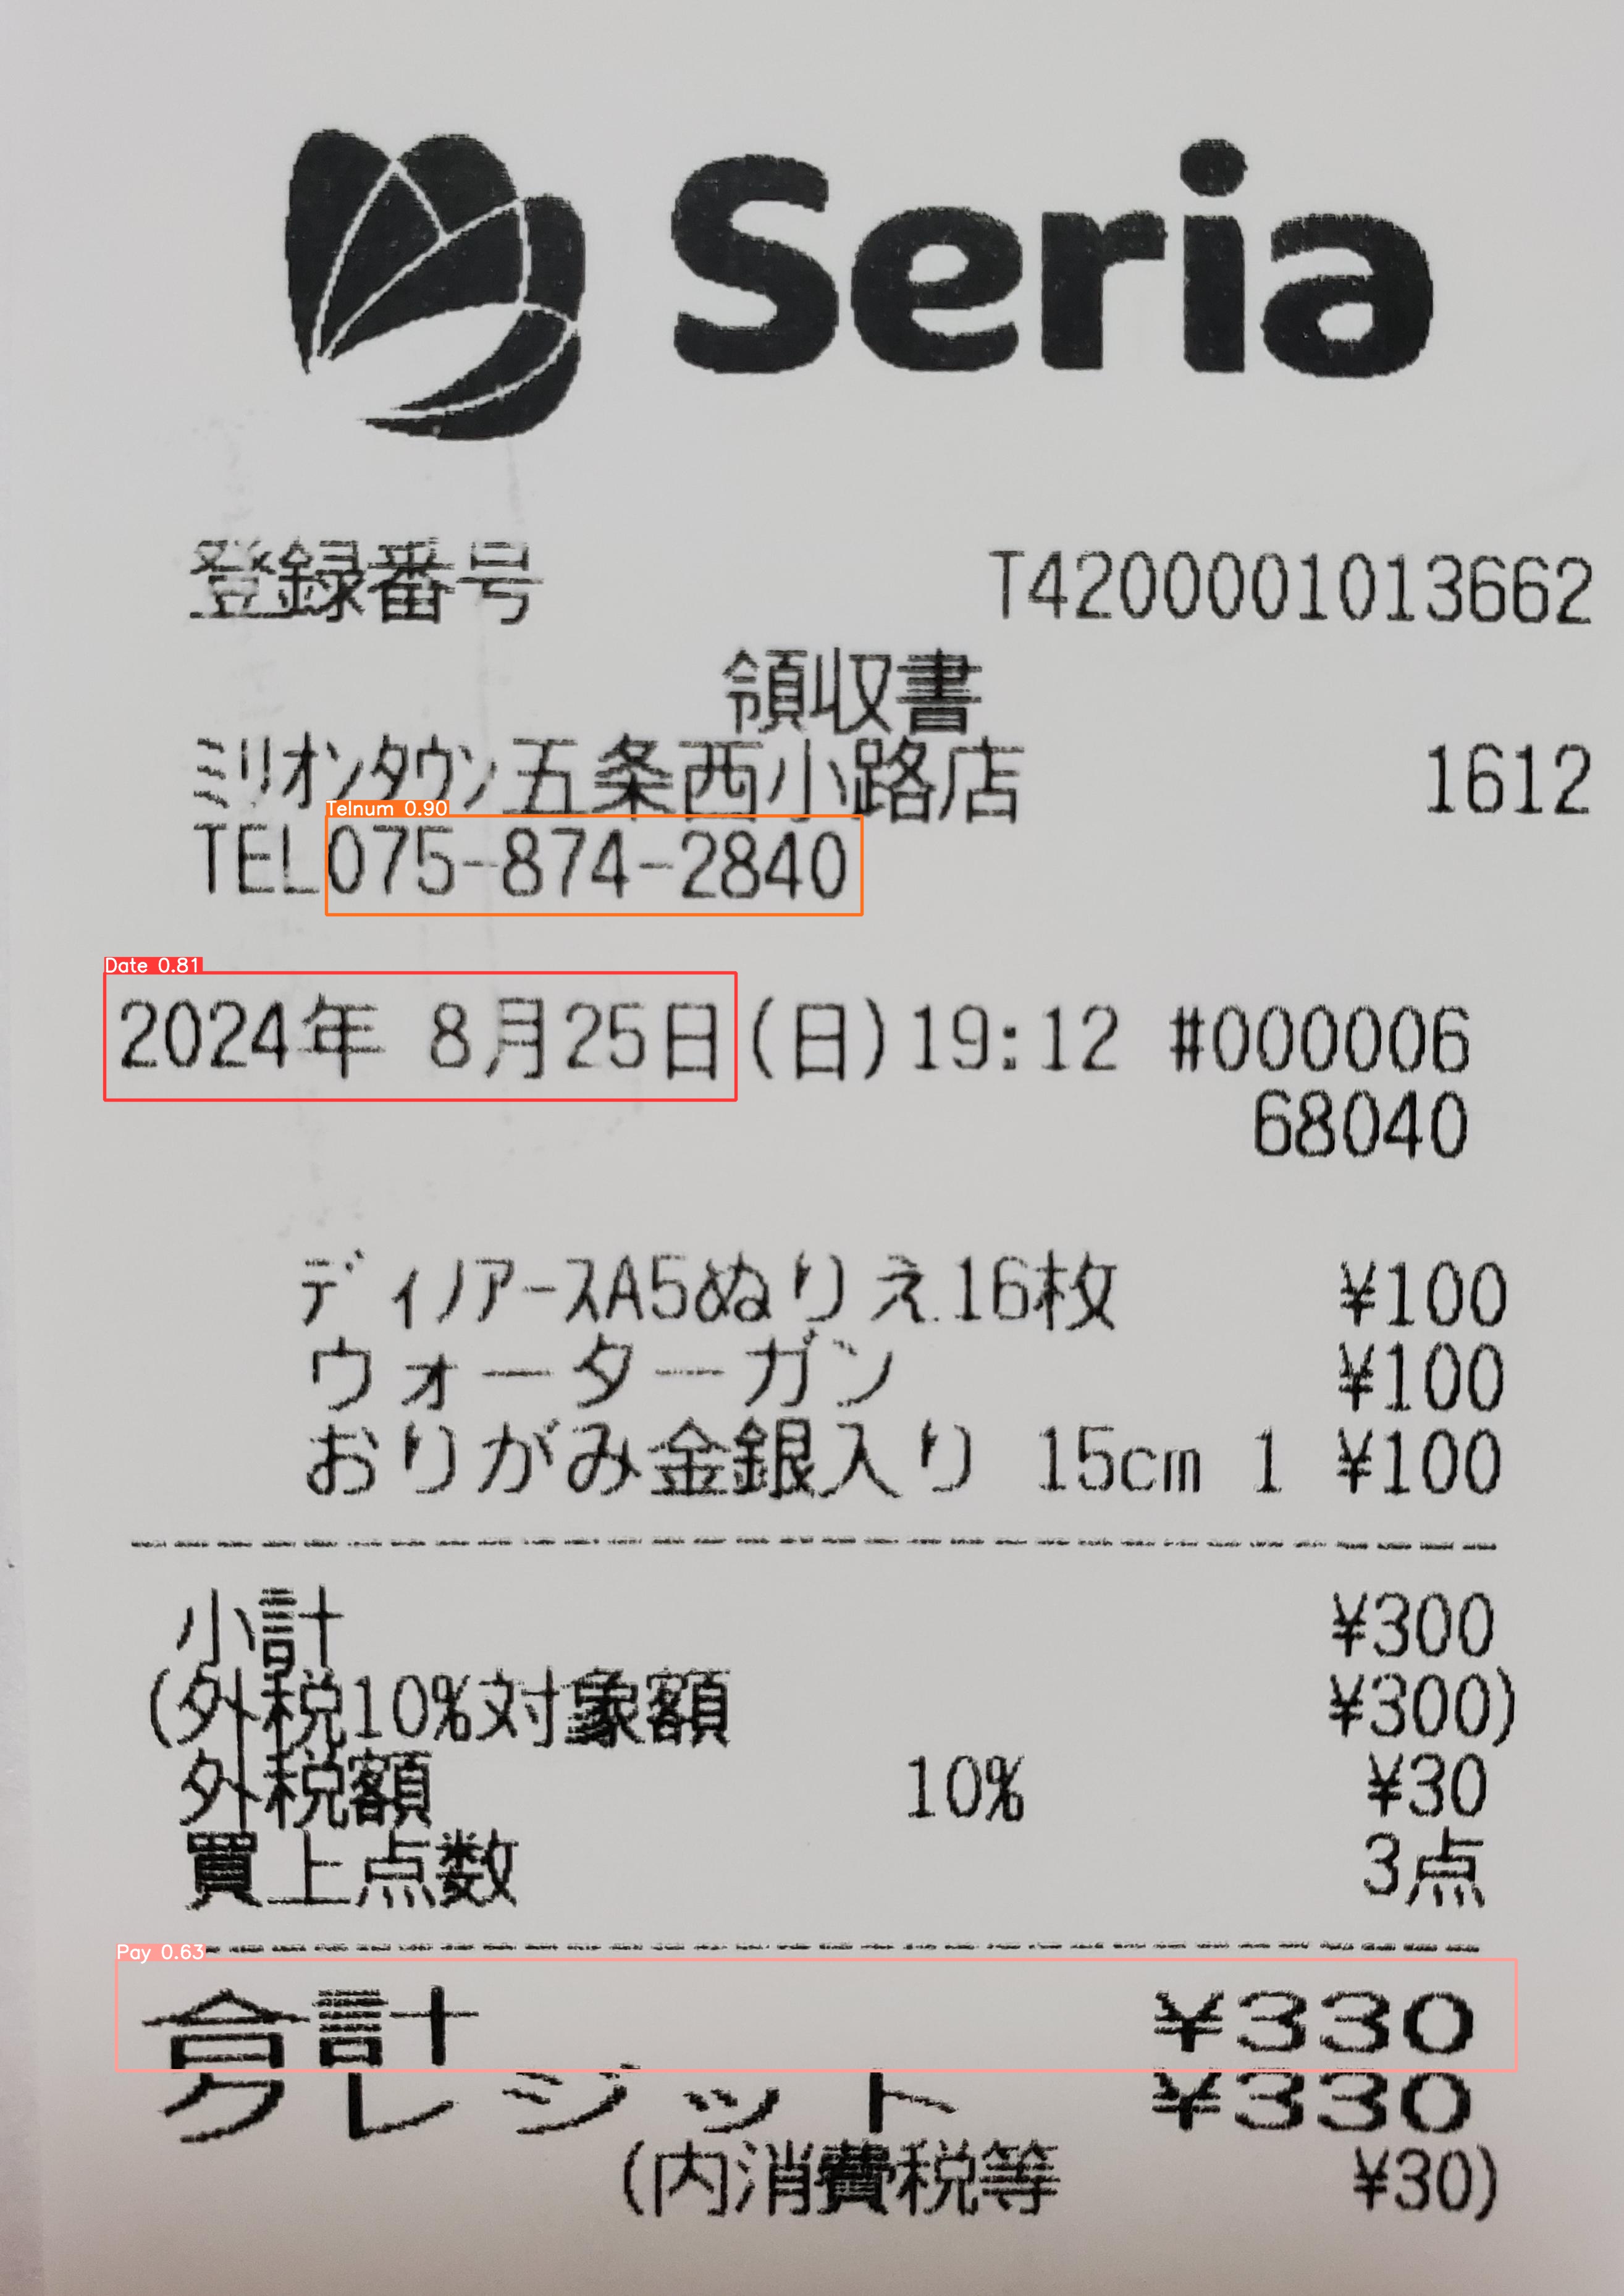 Seria
登録番号 T4200001013662
領収書
ミリオンタウン五条西小路店 1612
Telnum 0.90
TEL075-874-2840
Date 0.81
2024年 8月25日(日)19:12 #000006
68040
ディノアースA5ぬりえ16枚 ¥100
ウォーターガン ¥100
おりがみ金銀入り 15cm 1 ¥100
小計 ¥300
(外税10%対象額 ¥300)
外税額 10% ¥30
買上点数 3点
Pay 0.63
合計 ¥330
クレジット ¥330
(内消費税等 ¥30)